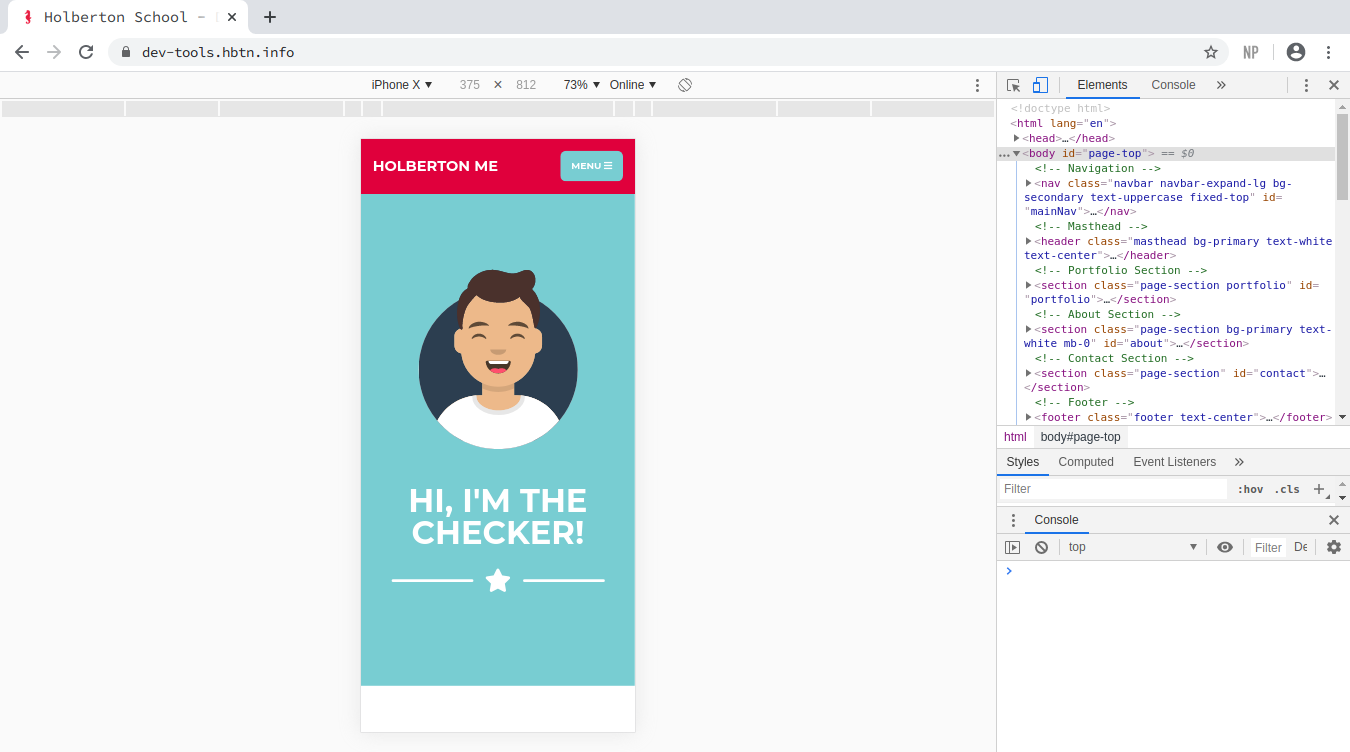 Holberton School –
dev-tools.hbtn.info
NP
iPhone X ▾ 375 × 812 73% ▾ Online ▾
HOLBERTON ME
MENU
HI, I'M THE
CHECKER!
Elements Console »
<!doctype html>
<html lang="en">
<head>…</head>
<body id="page-top"> == $0
<!-- Navigation -->
<nav class="navbar navbar-expand-lg bg-
secondary text-uppercase fixed-top" id=
"mainNav">…</nav>
<!-- Masthead -->
<header class="masthead bg-primary text-white
text-center">…</header>
<!-- Portfolio Section -->
<section class="page-section portfolio" id=
"portfolio">…</section>
<!-- About Section -->
<section class="page-section bg-primary text-
white mb-0" id="about">…</section>
<!-- Contact Section -->
<section class="page-section" id="contact">…
</section>
<!-- Footer -->
<footer class="footer text-center">…</footer>
html body#page-top
Styles Computed Event Listeners »
Filter :hov .cls +
Console
top Filter De